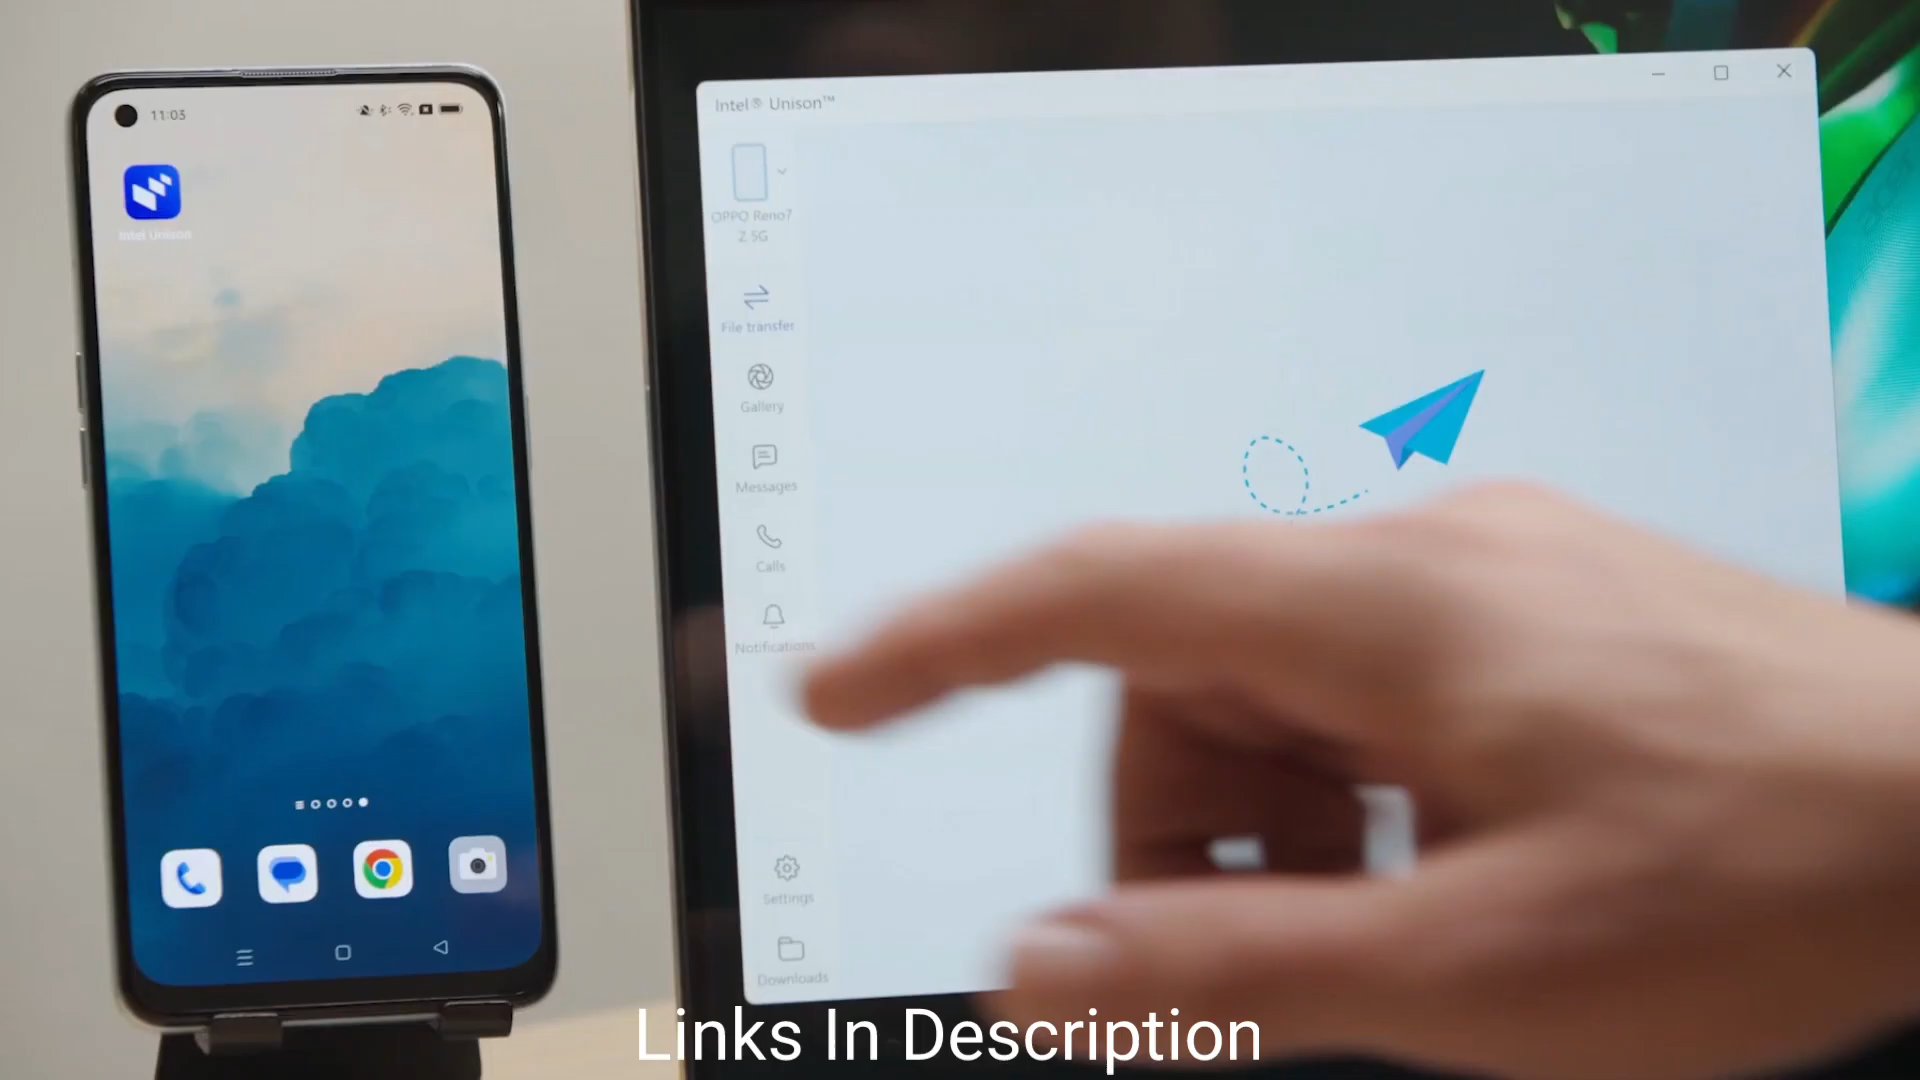 11:03
Intel Unison
Intel® Unison™
OPPO Reno7
Z 5G
File transfer
Gallery
Messages
Calls
Notifications
Settings
Downloads
Links In Description